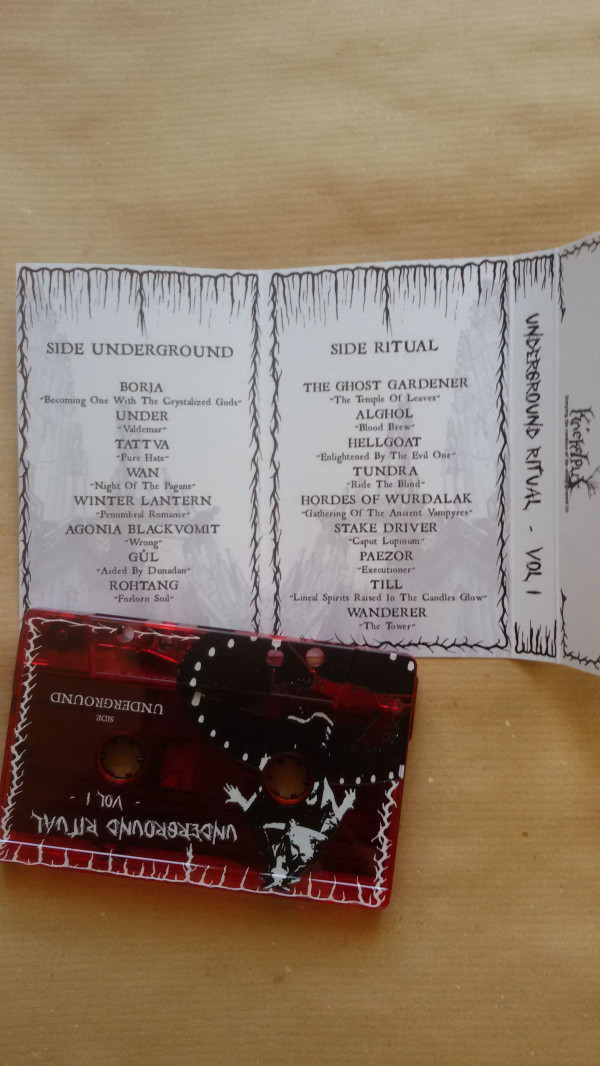 SIDE UNDERGROUND
BORJA
"Becoming One With The Crystalized Gods"
UNDER
"Valdemar"
TATTVA
"Pure Hate"
WAN
"Night Of The Pagans"
WINTER LANTERN
"Penumbral Romance"
AGONIA BLACKVOMIT
"Wrong"
GÛL
"Aided By Dunadan"
ROHTANG
"Forlorn Soil"
SIDE RITUAL
THE GHOST GARDENER
"The Temple Of Leaves"
ALGHOL
"Blood Brew"
HELLGOAT
"Enlightened By The Evil One"
TUNDRA
"Ride The Blind"
HORDES OF WURDALAK
"Gathering Of The Ancient Vampyres"
STAKE DRIVER
"Caput Lupinum"
PAEZOR
"Executioner"
TILL
"Lineal Spirits Raised In The Candles Glow"
WANDERER
"The Tower"
UNDERGROUND RITUAL - VOL 1
UNDERGROUND RITUAL
- VOL 1 -
SIDE
UNDERGROUND